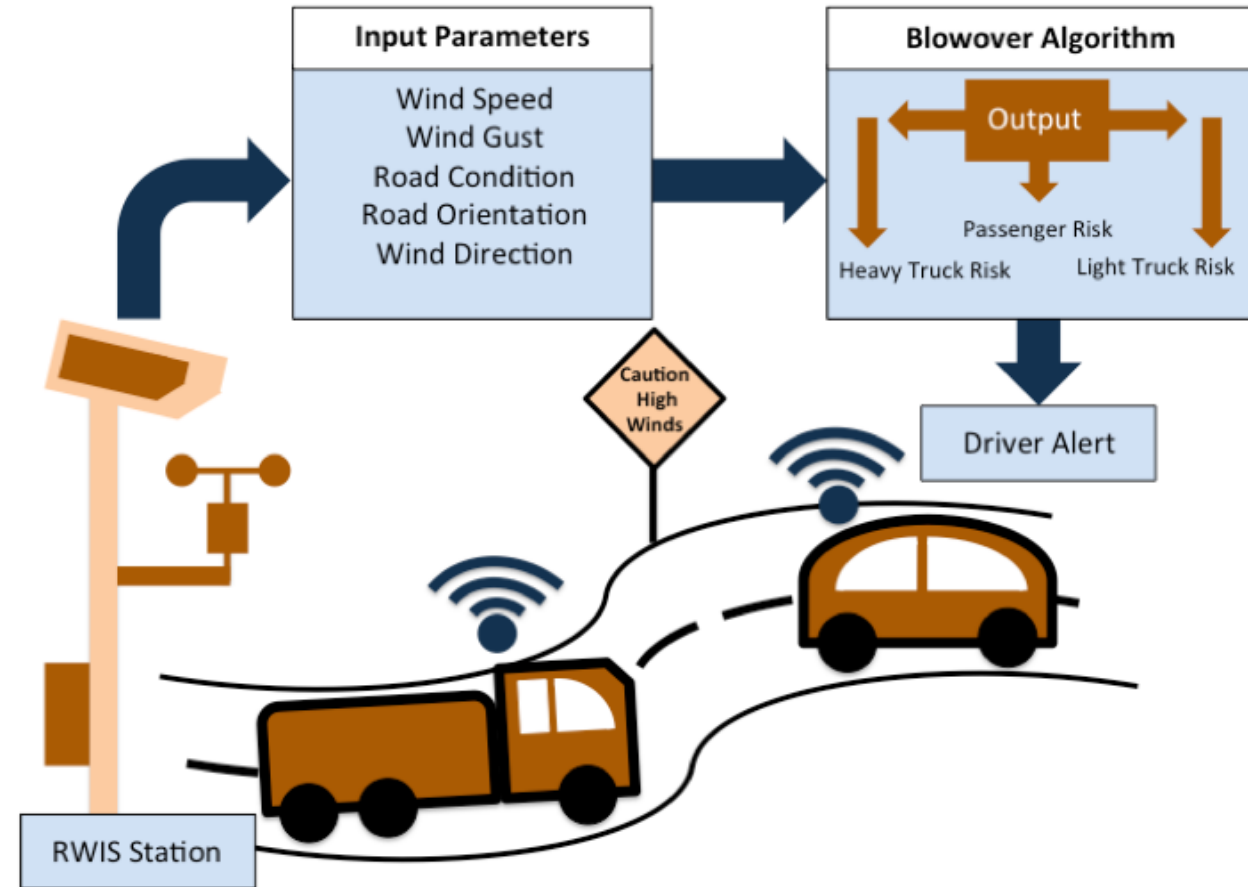 Input Parameters
Wind Speed
Wind Gust
Road Condition
Road Orientation
Wind Direction
Blowover Algorithm
Output
Passenger Risk
Heavy Truck Risk
Light Truck Risk
Caution
High
Winds
Driver Alert
RWIS Station